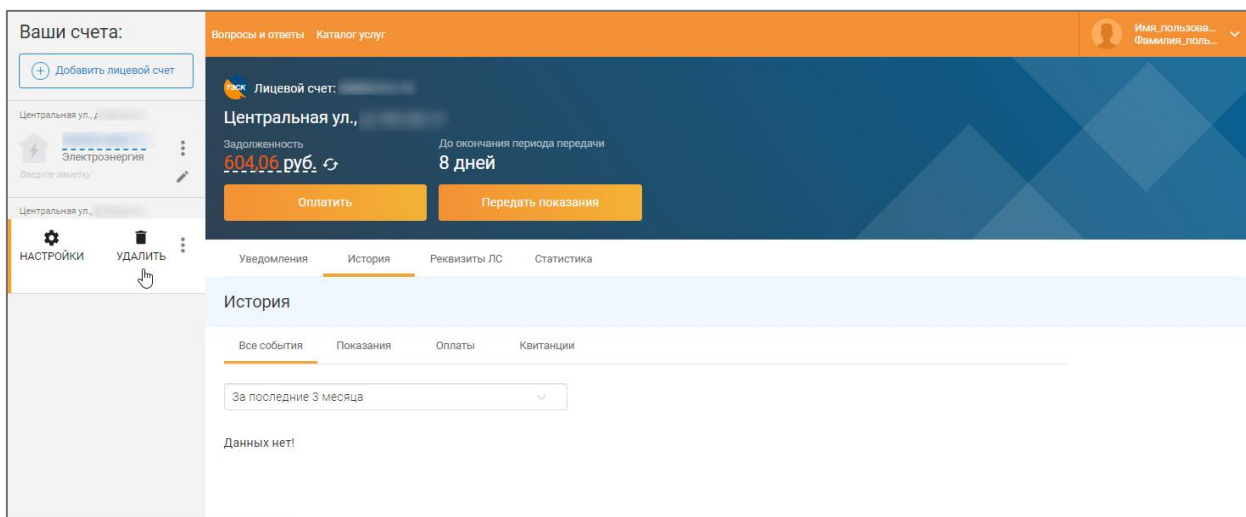 Ваши счета:
Добавить лицевой счет
Центральная ул.,
Электроэнергия
Введите заметку
Центральная ул.,
НАСТРОЙКИ УДАЛИТЬ
Вопросы и ответы Каталог услуг
Имя_пользова...
Фамилия_поль...
ТЭСК Лицевой счет:
Центральная ул.,
Задолженность До окончания периода передачи
604,06 руб. 8 дней
Оплатить Передать показания
Уведомления История Реквизиты ЛС Статистика
История
Все события Показания Оплаты Квитанции
За последние 3 месяца
Данных нет!